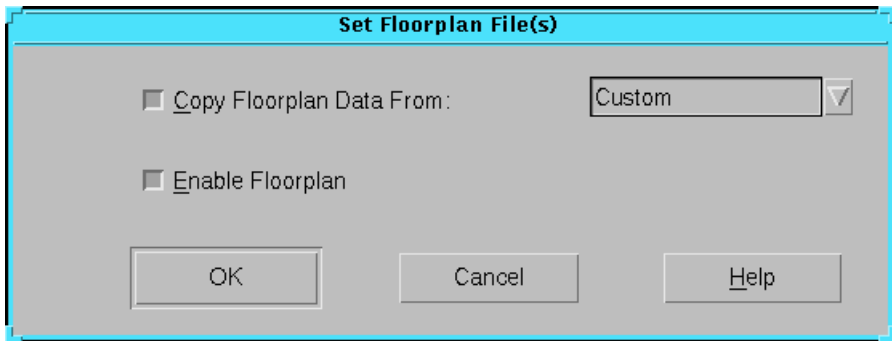 Set Floorplan File(s)
Copy Floorplan Data From: Custom
Enable Floorplan
OK Cancel Help